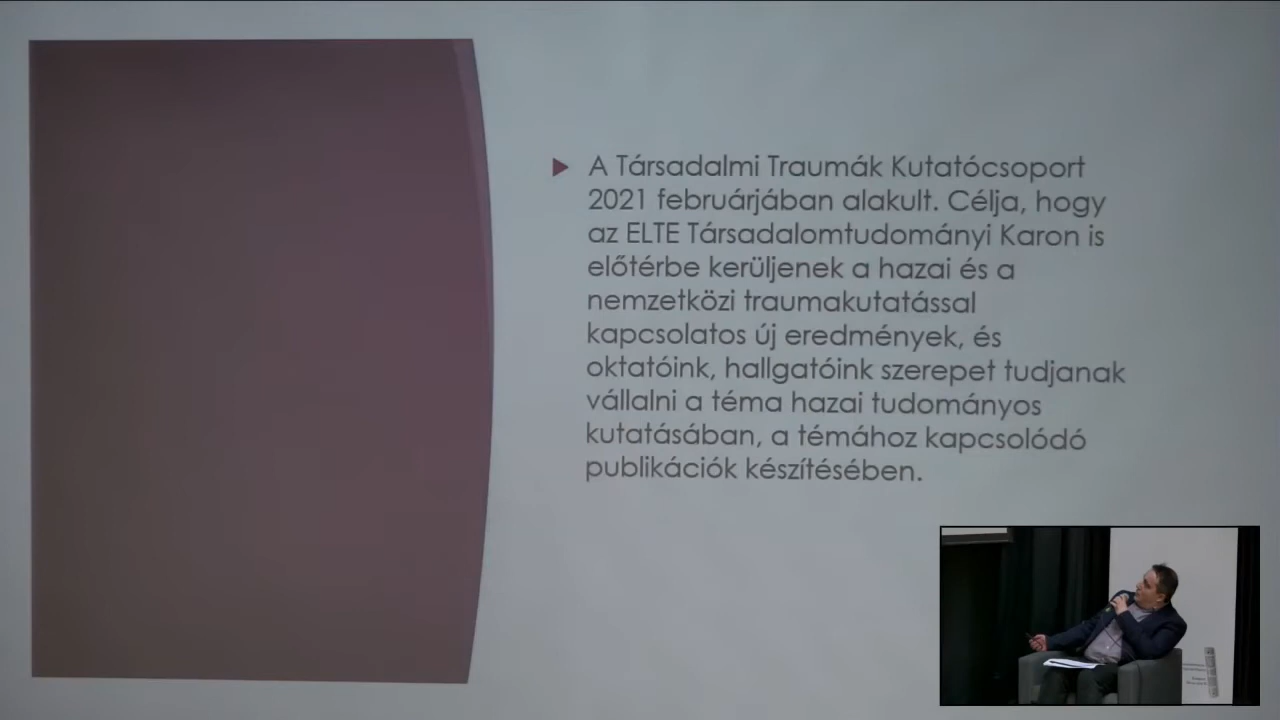 A Társadalmi Traumák Kutatócsoport
2021 februárjában alakult. Célja, hogy
az ELTE Társadalomtudományi Karon is
előtérbe kerüljenek a hazai és a
nemzetközi traumakutatással
kapcsolatos új eredmények, és
oktatóink, hallgatóink szerepet tudjanak
vállalni a téma hazai tudományos
kutatásában, a témához kapcsolódó
publikációk készítésében.